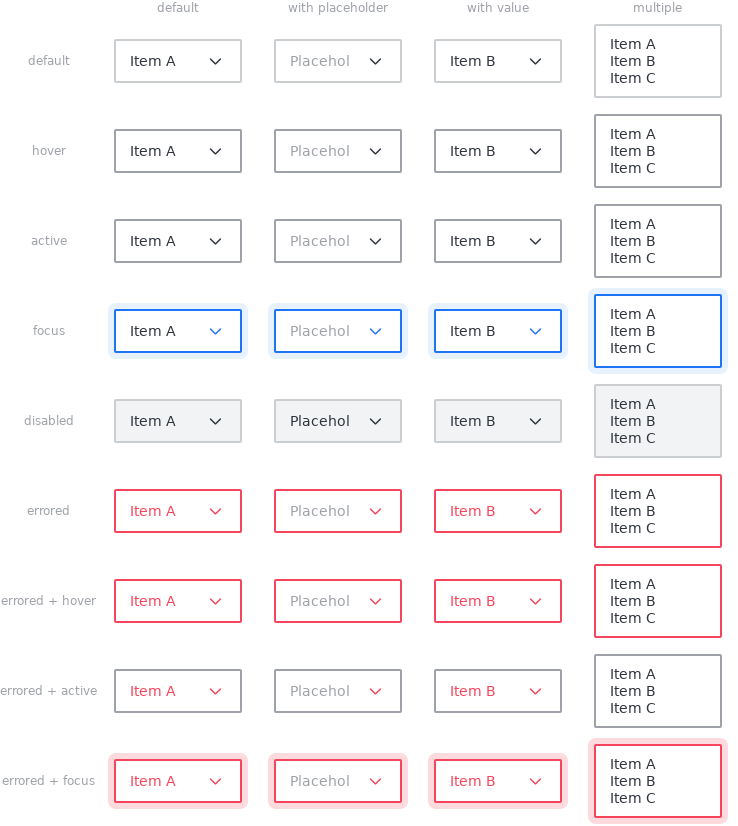 default with placeholder with value multiple
default Item A Placehol Item B Item A
Item B
Item C
hover Item A Placehol Item B Item A
Item B
Item C
active Item A Placehol Item B Item A
Item B
Item C
focus Item A Placehol Item B Item A
Item B
Item C
disabled Item A Placehol Item B Item A
Item B
Item C
errored Item A Placehol Item B Item A
Item B
Item C
errored + hover Item A Placehol Item B Item A
Item B
Item C
errored + active Item A Placehol Item B Item A
Item B
Item C
errored + focus Item A Placehol Item B Item A
Item B
Item C